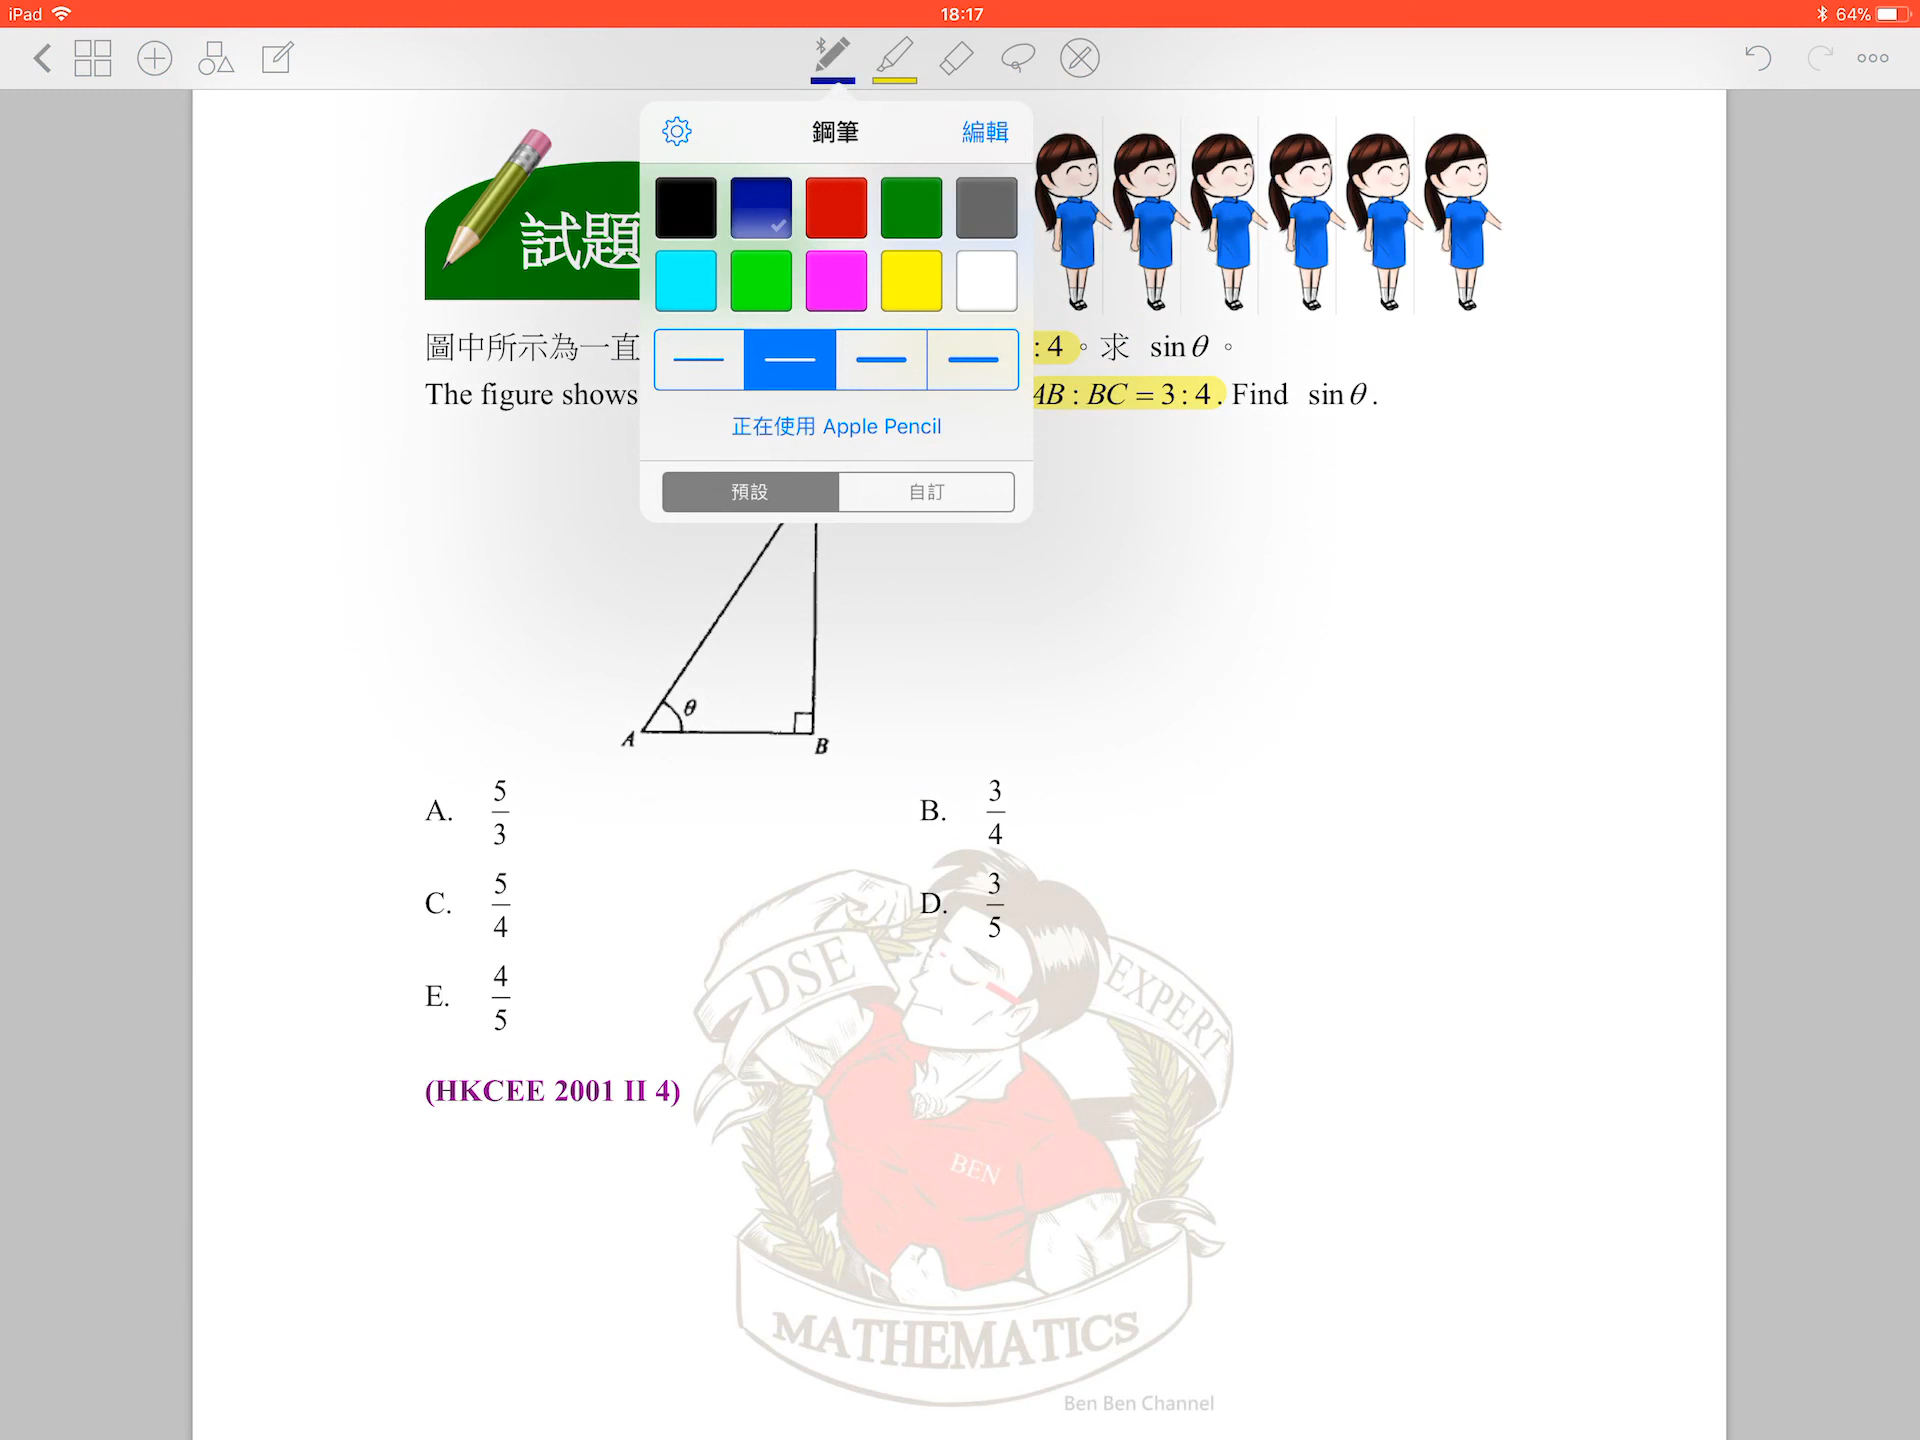 iPad
18:17
64%
鋼筆
編輯
試題
圖中所示為一直
: 4 。求 sin θ 。
The figure shows
AB : BC = 3 : 4 . Find sin θ .
正在使用 Apple Pencil
預設
自訂
θ
A
B
A. 5/3
B. 3/4
C. 5/4
D. 3/5
E. 4/5
(HKCEE 2001 II 4)
DSE
EXPERT
BEN
MATHEMATICS
Ben Ben Channel